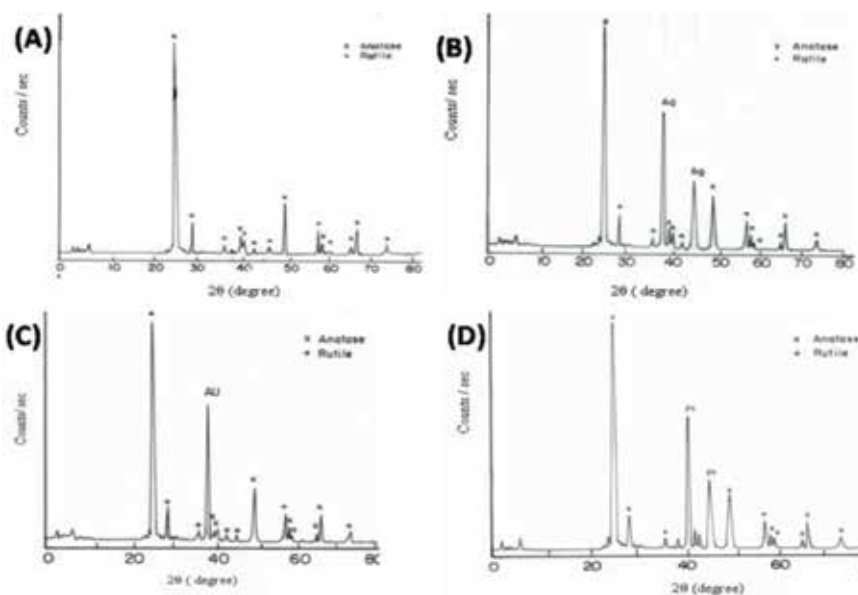 (A)
Anatase
Rutile
Counts / sec
0 10 20 30 40 50 60 70 80
2θ (degree)
(B)
Anatase
Rutile
Ag
Ag
Counts / sec
0 10 20 30 40 50 60 70 80
2θ ( degree)
(C)
Anatase
Rutile
AU
Counts/ sec
0 20 40 60 80
2θ ( degree)
(D)
Anatase
Rutile
Counts/ sec
0 20 40 60
2θ (degree)